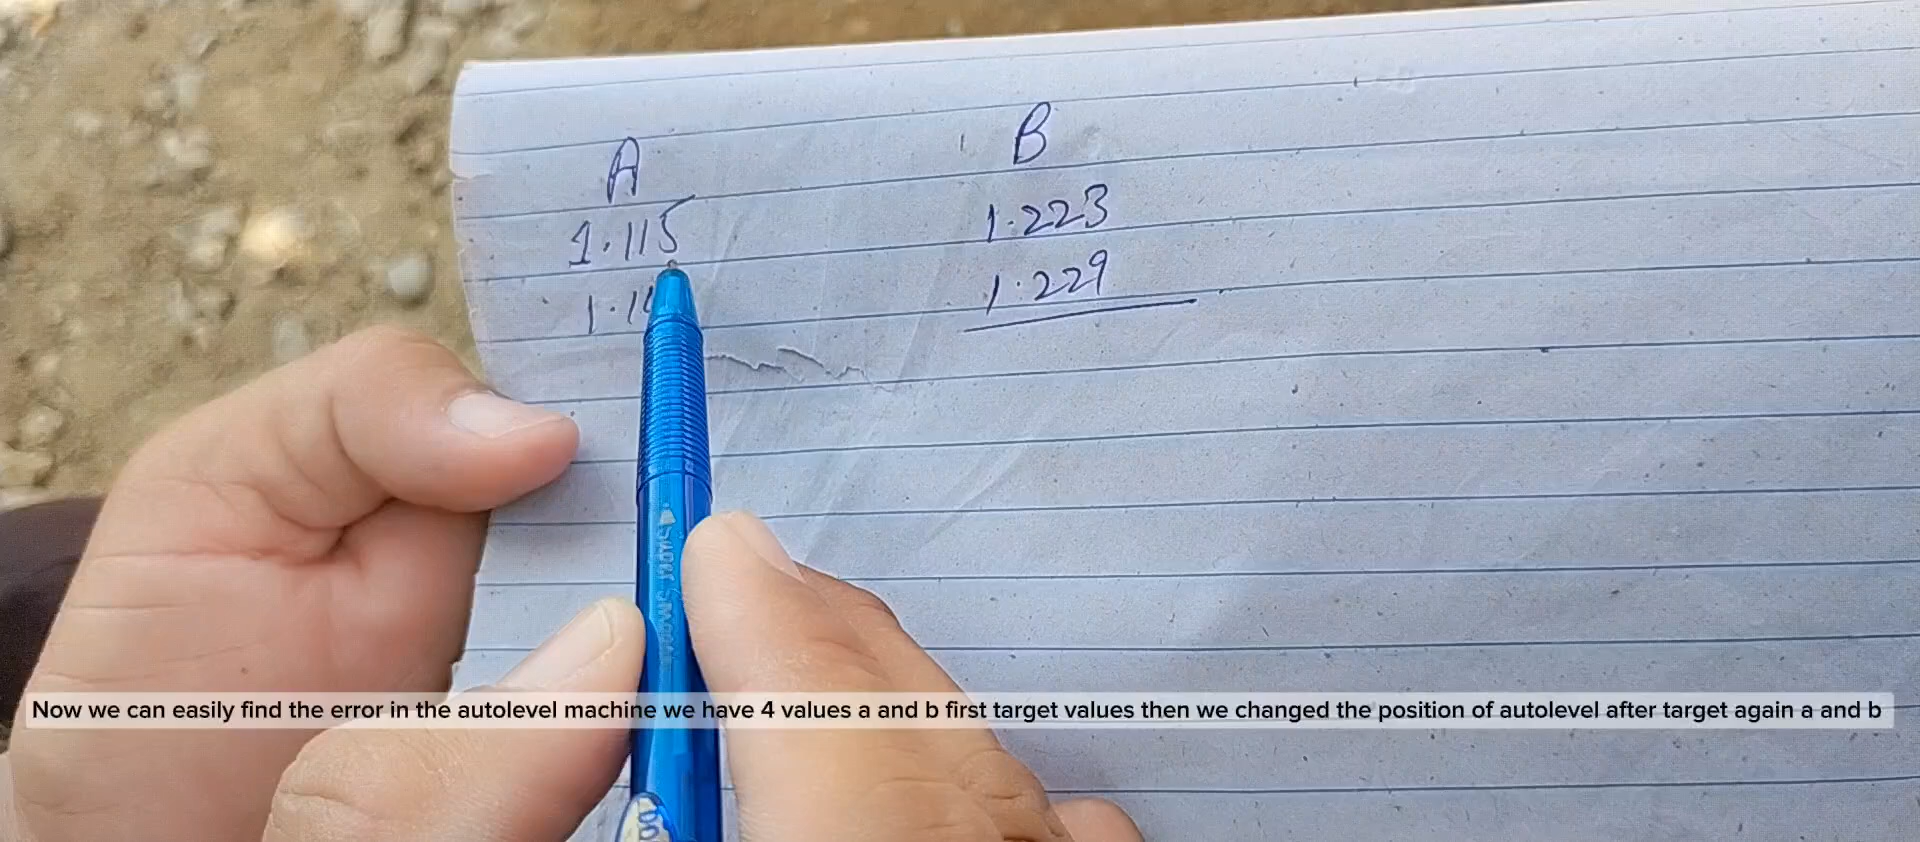 A B
1.115 1.223
1.229
Now we can easily find the error in the autolevel machine we have 4 values a and b first target values then we changed the position of autolevel after target again a and b